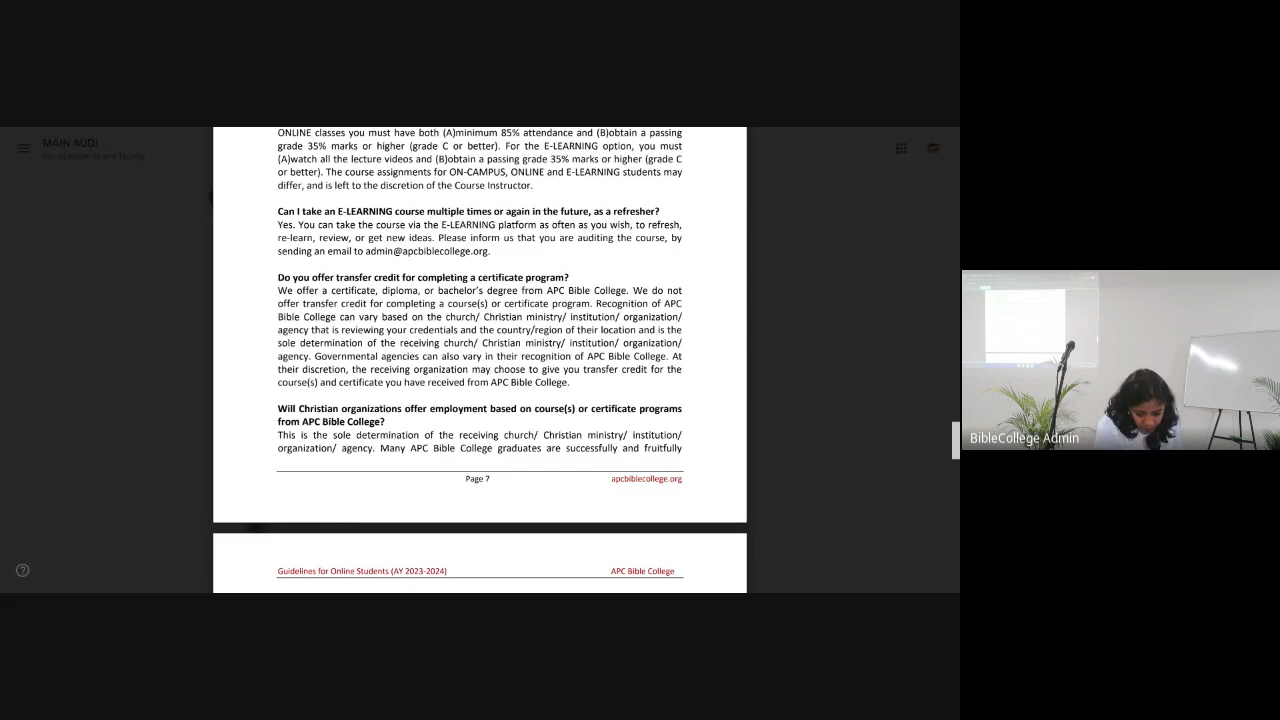 MAIN AUDI
ONLINE classes you must have both (A)minimum 85% attendance and (B)obtain a passing
grade 35% marks or higher (grade C or better). For the E-LEARNING option, you must
(A)watch all the lecture videos and (B)obtain a passing grade 35% marks or higher (grade C
or better). The course assignments for ON-CAMPUS, ONLINE and E-LEARNING students may
differ, and is left to the discretion of the Course Instructor.
Can I take an E-LEARNING course multiple times or again in the future, as a refresher?
Yes. You can take the course via the E-LEARNING platform as often as you wish, to refresh,
re-learn, review, or get new ideas. Please inform us that you are auditing the course, by
sending an email to admin@apcbiblecollege.org.
Do you offer transfer credit for completing a certificate program?
We offer a certificate, diploma, or bachelor's degree from APC Bible College. We do not
offer transfer credit for completing a course(s) or certificate program. Recognition of APC
Bible College can vary based on the church/ Christian ministry/ institution/ organization/
agency that is reviewing your credentials and the country/region of their location and is the
sole determination of the receiving church/ Christian ministry/ institution/ organization/
agency. Governmental agencies can also vary in their recognition of APC Bible College. At
their discretion, the receiving organization may choose to give you transfer credit for the
course(s) and certificate you have received from APC Bible College.
Will Christian organizations offer employment based on course(s) or certificate programs
from APC Bible College?
This is the sole determination of the receiving church/ Christian ministry/ institution/
organization/ agency. Many APC Bible College graduates are successfully and fruitfully
Page 7
apcbiblecollege.org
Guidelines for Online Students (AY 2023-2024)
APC Bible College
BibleCollege Admin